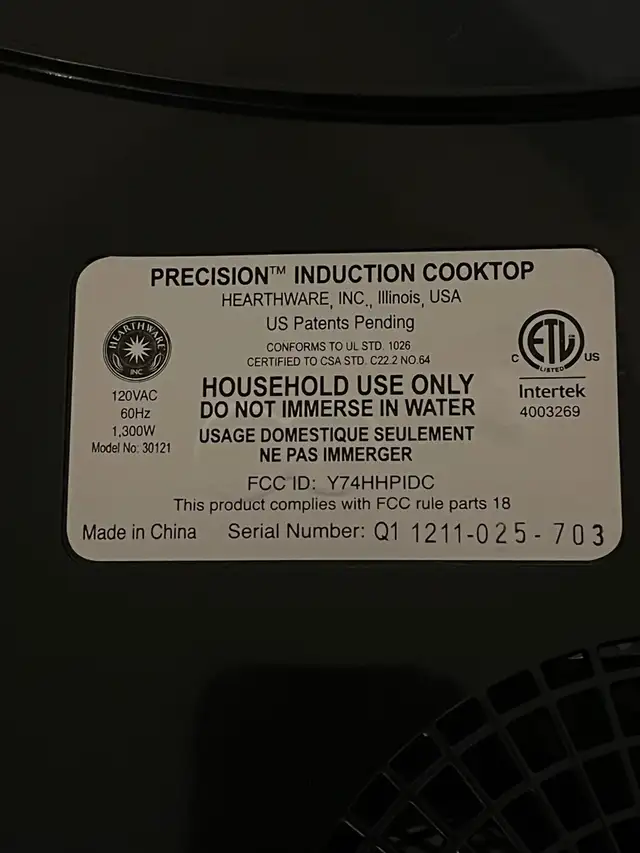 PRECISION™ INDUCTION COOKTOP
HEARTHWARE, INC., Illinois, USA
US Patents Pending
CONFORMS TO UL STD. 1026
CERTIFIED TO CSA STD. C22.2 NO.64
HEARTHWARE
INC
120VAC
60Hz
1,300W
Model No: 30121
HOUSEHOLD USE ONLY
DO NOT IMMERSE IN WATER
USAGE DOMESTIQUE SEULEMENT
NE PAS IMMERGER
C ETL US
LISTED
Intertek
4003269
FCC ID: Y74HHPIDC
This product complies with FCC rule parts 18
Made in China Serial Number: Q1 1211-025-703